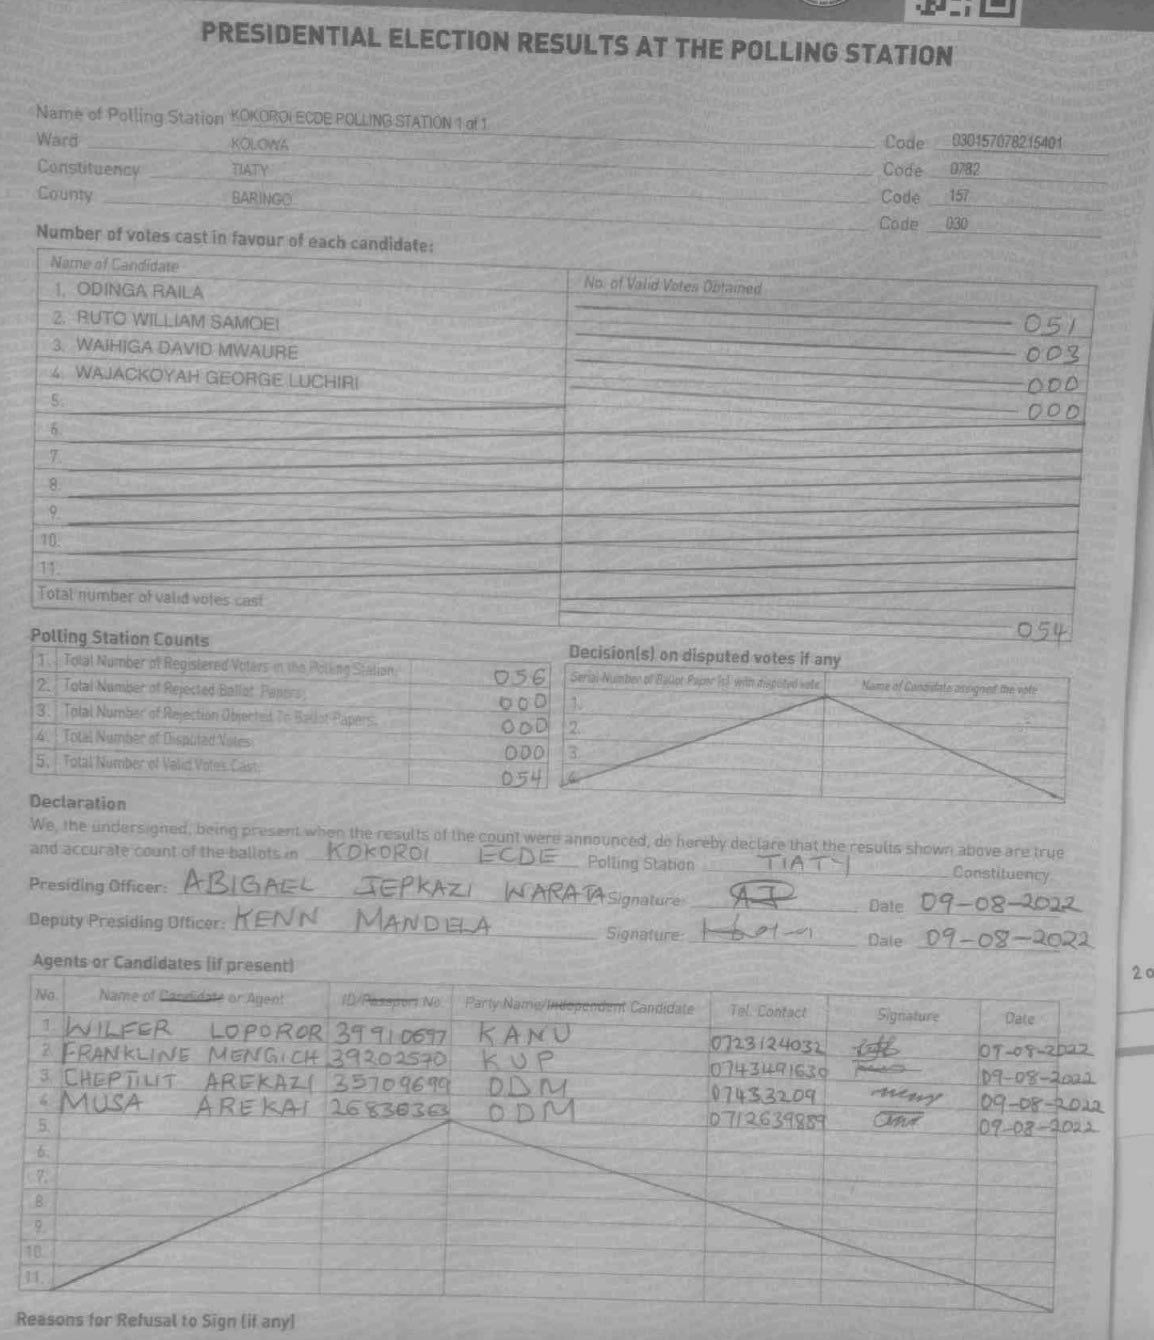 PRESIDENTIAL ELECTION RESULTS AT THE POLLING STATION
Name of Polling Station KOKOROI ECDE POLLING STATION 1 of 1 Code 030157078215401
Ward KOLOWA Code 0782
Constituency TIATY Code 157
County BARINGO Code 030
Number of votes cast in favour of each candidate:
Name of Candidate No. of Valid Votes Obtained
1. ODINGA RAILA 051
2. RUTO WILLIAM SAMOEI 003
3. WAIHIGA DAVID MWAURE 000
4. WAJACKOYAH GEORGE LUCHIRI 000
5.
6.
7.
8.
9.
10.
11.
Total number of valid votes cast 054
Polling Station Counts
1. Total Number of Registered Voters in the Polling Station; 056
2. Total Number of Rejected Ballot Papers; 000
3. Total Number of Rejection Objected To Ballot Papers; 000
4. Total Number of Disputed Votes; 000
5. Total Number of Valid Votes Cast; 054
Decision(s) on disputed votes if any
Serial Number of Ballot Paper (s) with disputed vote Name of Candidate assigned the vote
1.
2.
3.
4.
Declaration
We, the undersigned, being present when the results of the count were announced, do hereby declare that the results shown above are true
and accurate count of the ballots in KOKOROI ECDE Polling Station TIATY Constituency
Presiding Officer: ABIGAEL JEPKAZI WARATA Signature: AJ Date 09-08-2022
Deputy Presiding Officer: KENN MANDELA Signature: Date 09-08-2022
Agents or Candidates (if present)
No. Name of Candidate or Agent ID/Passport No. Party Name/Independent Candidate Tel. Contact Signature Date
1. WILFER LOPOROR 39910697 KANU 0723124032 09-08-2022
2. FRANKLINE MENGICH 39202570 KUP 0743491630 09-08-2022
3. CHEPTILIT AREKAZI 35709699 ODM 07433209 09-08-2022
4. MUSA AREKAI 26836363 ODM 0712639889 09-08-2022
5.
6.
7.
8.
9.
10.
11.
Reasons for Refusal to Sign (if any)